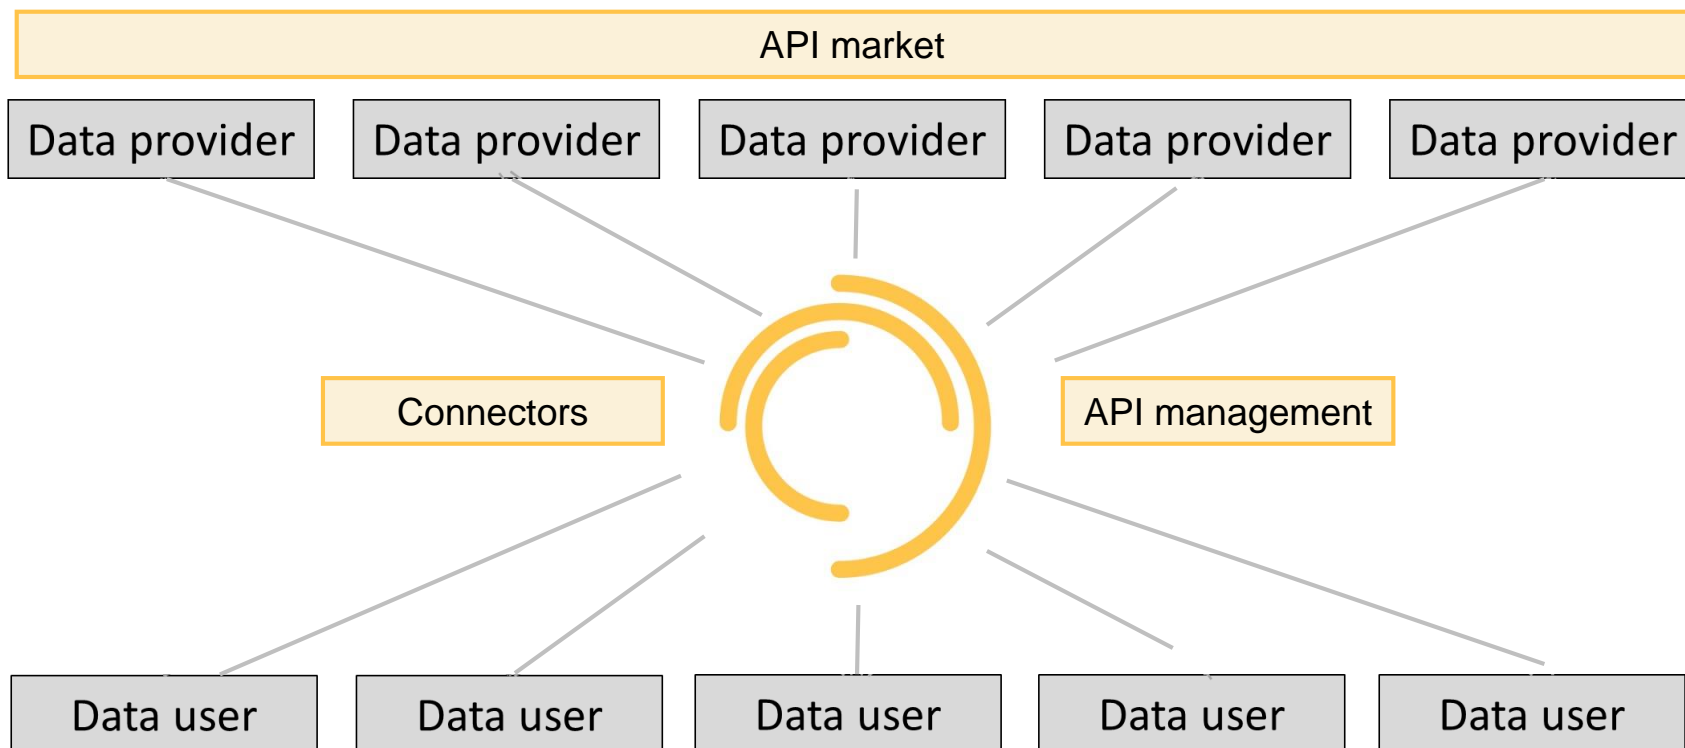 API market
Data provider
Data provider
Data provider
Data provider
Data provider
Connectors
API management
Data user
Data user
Data user
Data user
Data user